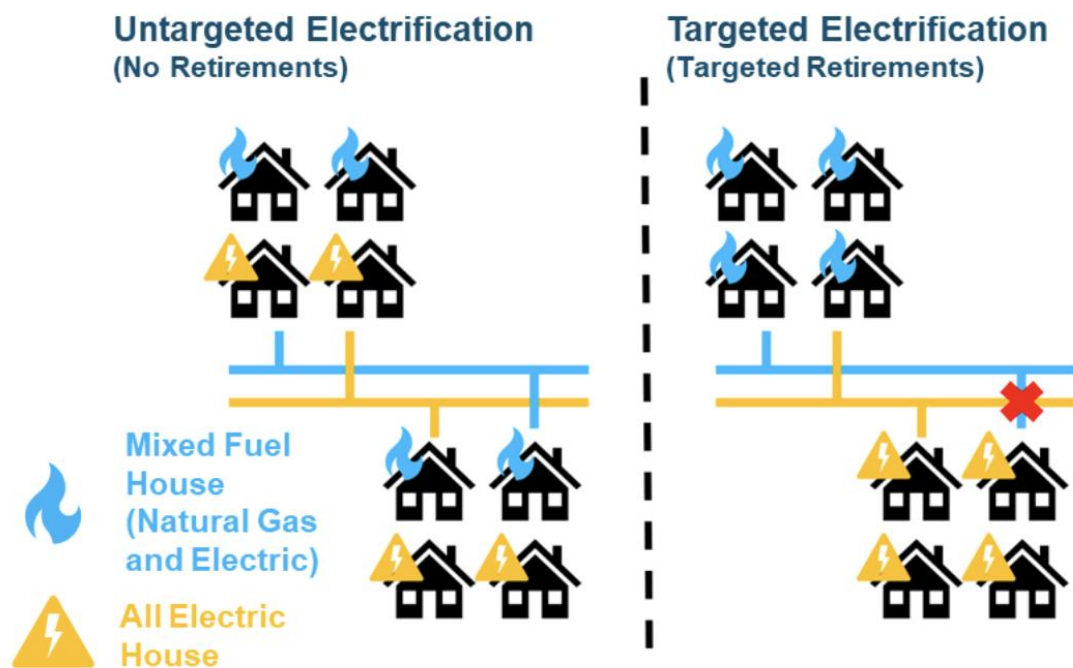 Untargeted Electrification
(No Retirements)
Targeted Electrification
(Targeted Retirements)
Mixed Fuel
House
(Natural Gas
and Electric)
All Electric
House